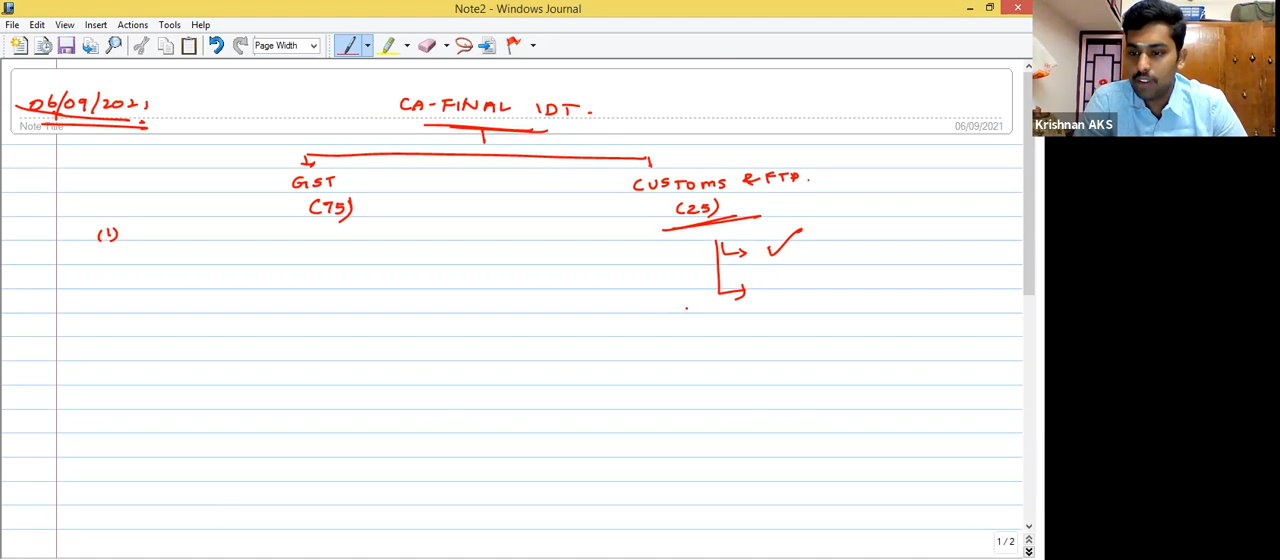 Note2 - Windows Journal
File Edit View Insert Actions Tools Help
Page Width
06/09/2021
CA-FINAL IDT.
Note Title
06/09/2021
Krishnan AKS
GST
CUSTOMS & FTP.
(75)
(25)
(1)
1 / 2